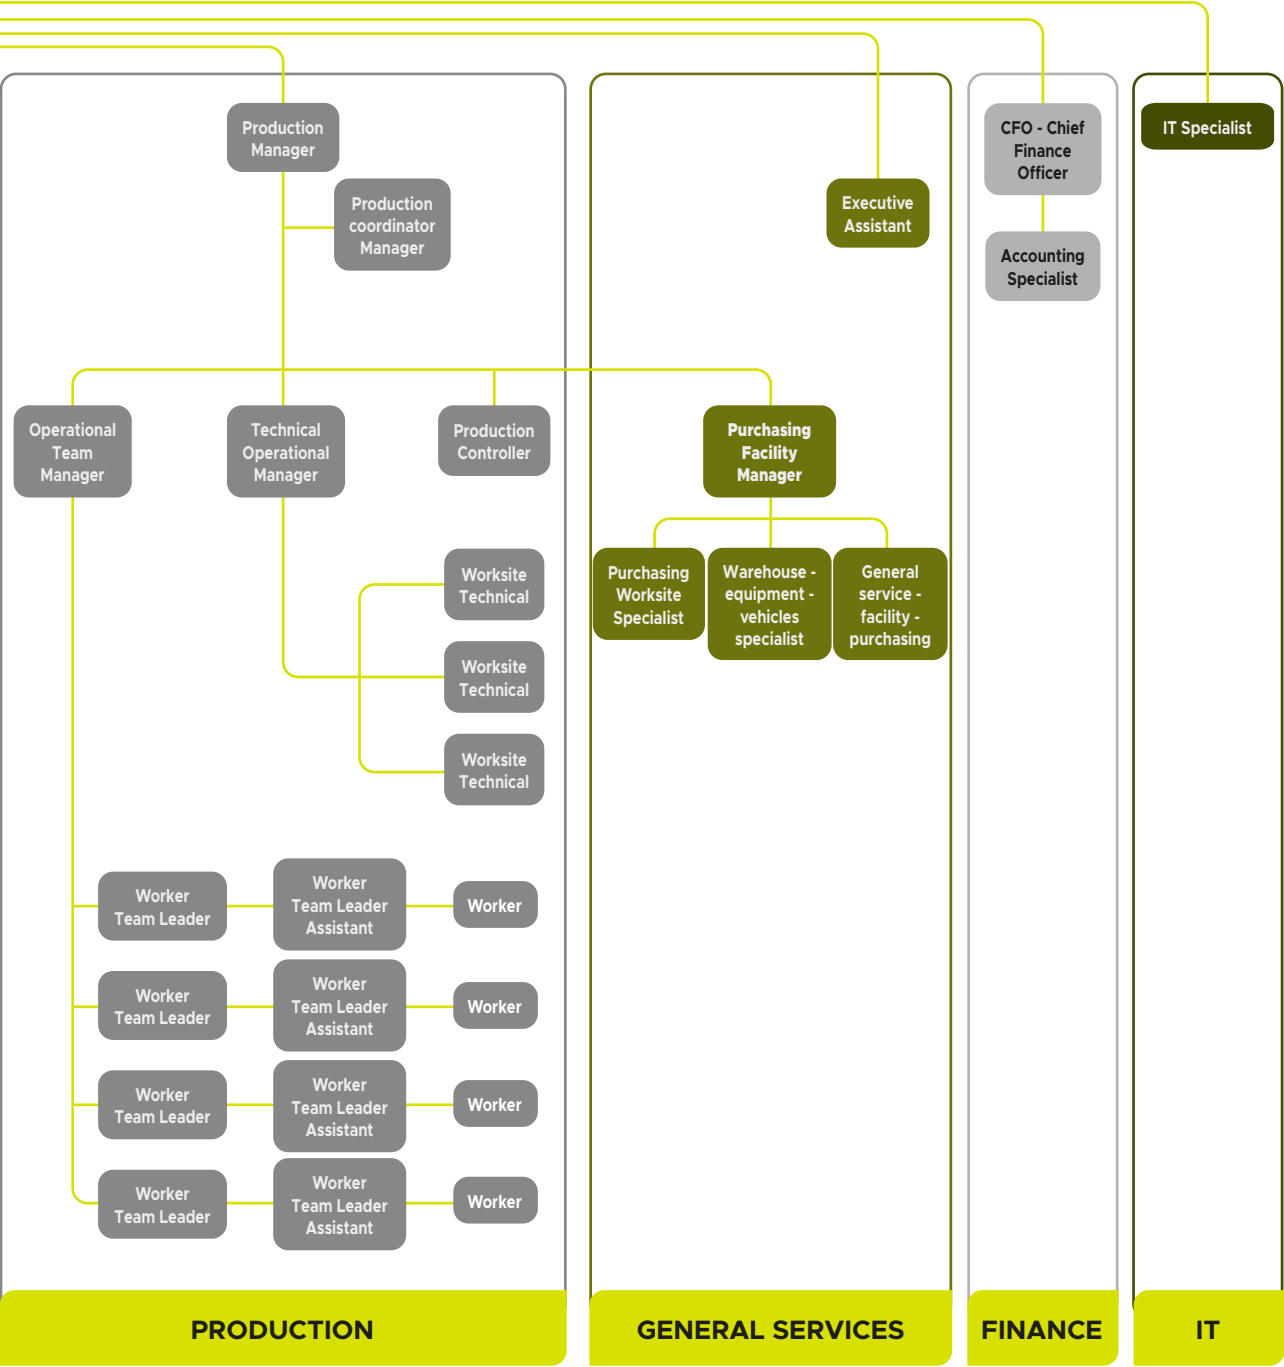 Production
Manager
Production
coordinator
Manager
Operational
Team
Manager
Technical
Operational
Manager
Production
Controller
Worksite
Technical
Worksite
Technical
Worksite
Technical
Worker
Team Leader
Worker
Team Leader
Assistant
Worker
Worker
Team Leader
Worker
Team Leader
Assistant
Worker
Worker
Team Leader
Worker
Team Leader
Assistant
Worker
Worker
Team Leader
Worker
Team Leader
Assistant
Worker
PRODUCTION
Executive
Assistant
Purchasing
Facility
Manager
Purchasing
Worksite
Specialist
Warehouse -
equipment -
vehicles
specialist
General
service -
facility -
purchasing
GENERAL SERVICES
CFO - Chief
Finance
Officer
Accounting
Specialist
FINANCE
IT Specialist
IT